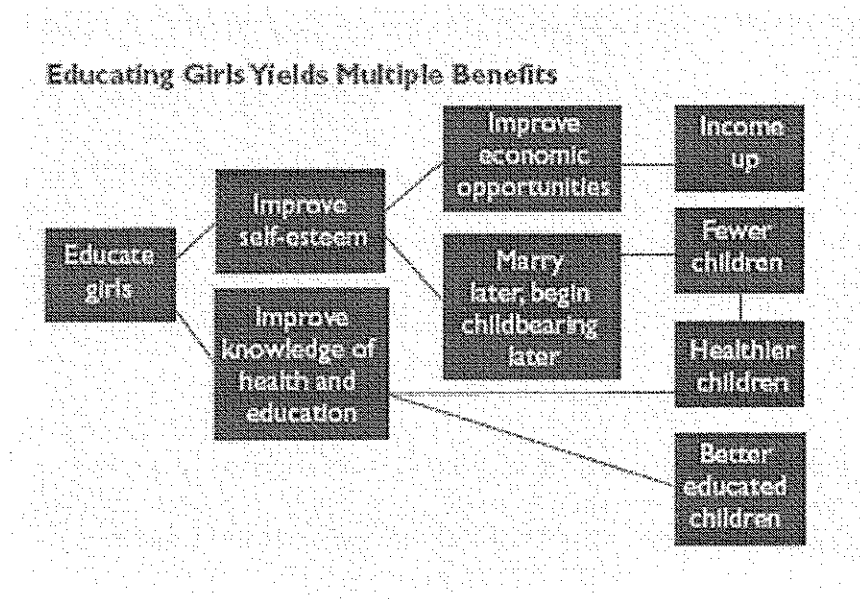 Educating Girls Yields Multiple Benefits
Educate
girls
Improve
self-esteem
Improve
knowledge of
health and
education
Improve
economic
opportunities
Marry
later, begin
childbearing
later
Income
up
Fewer
children
Healthier
children
Better
educated
children